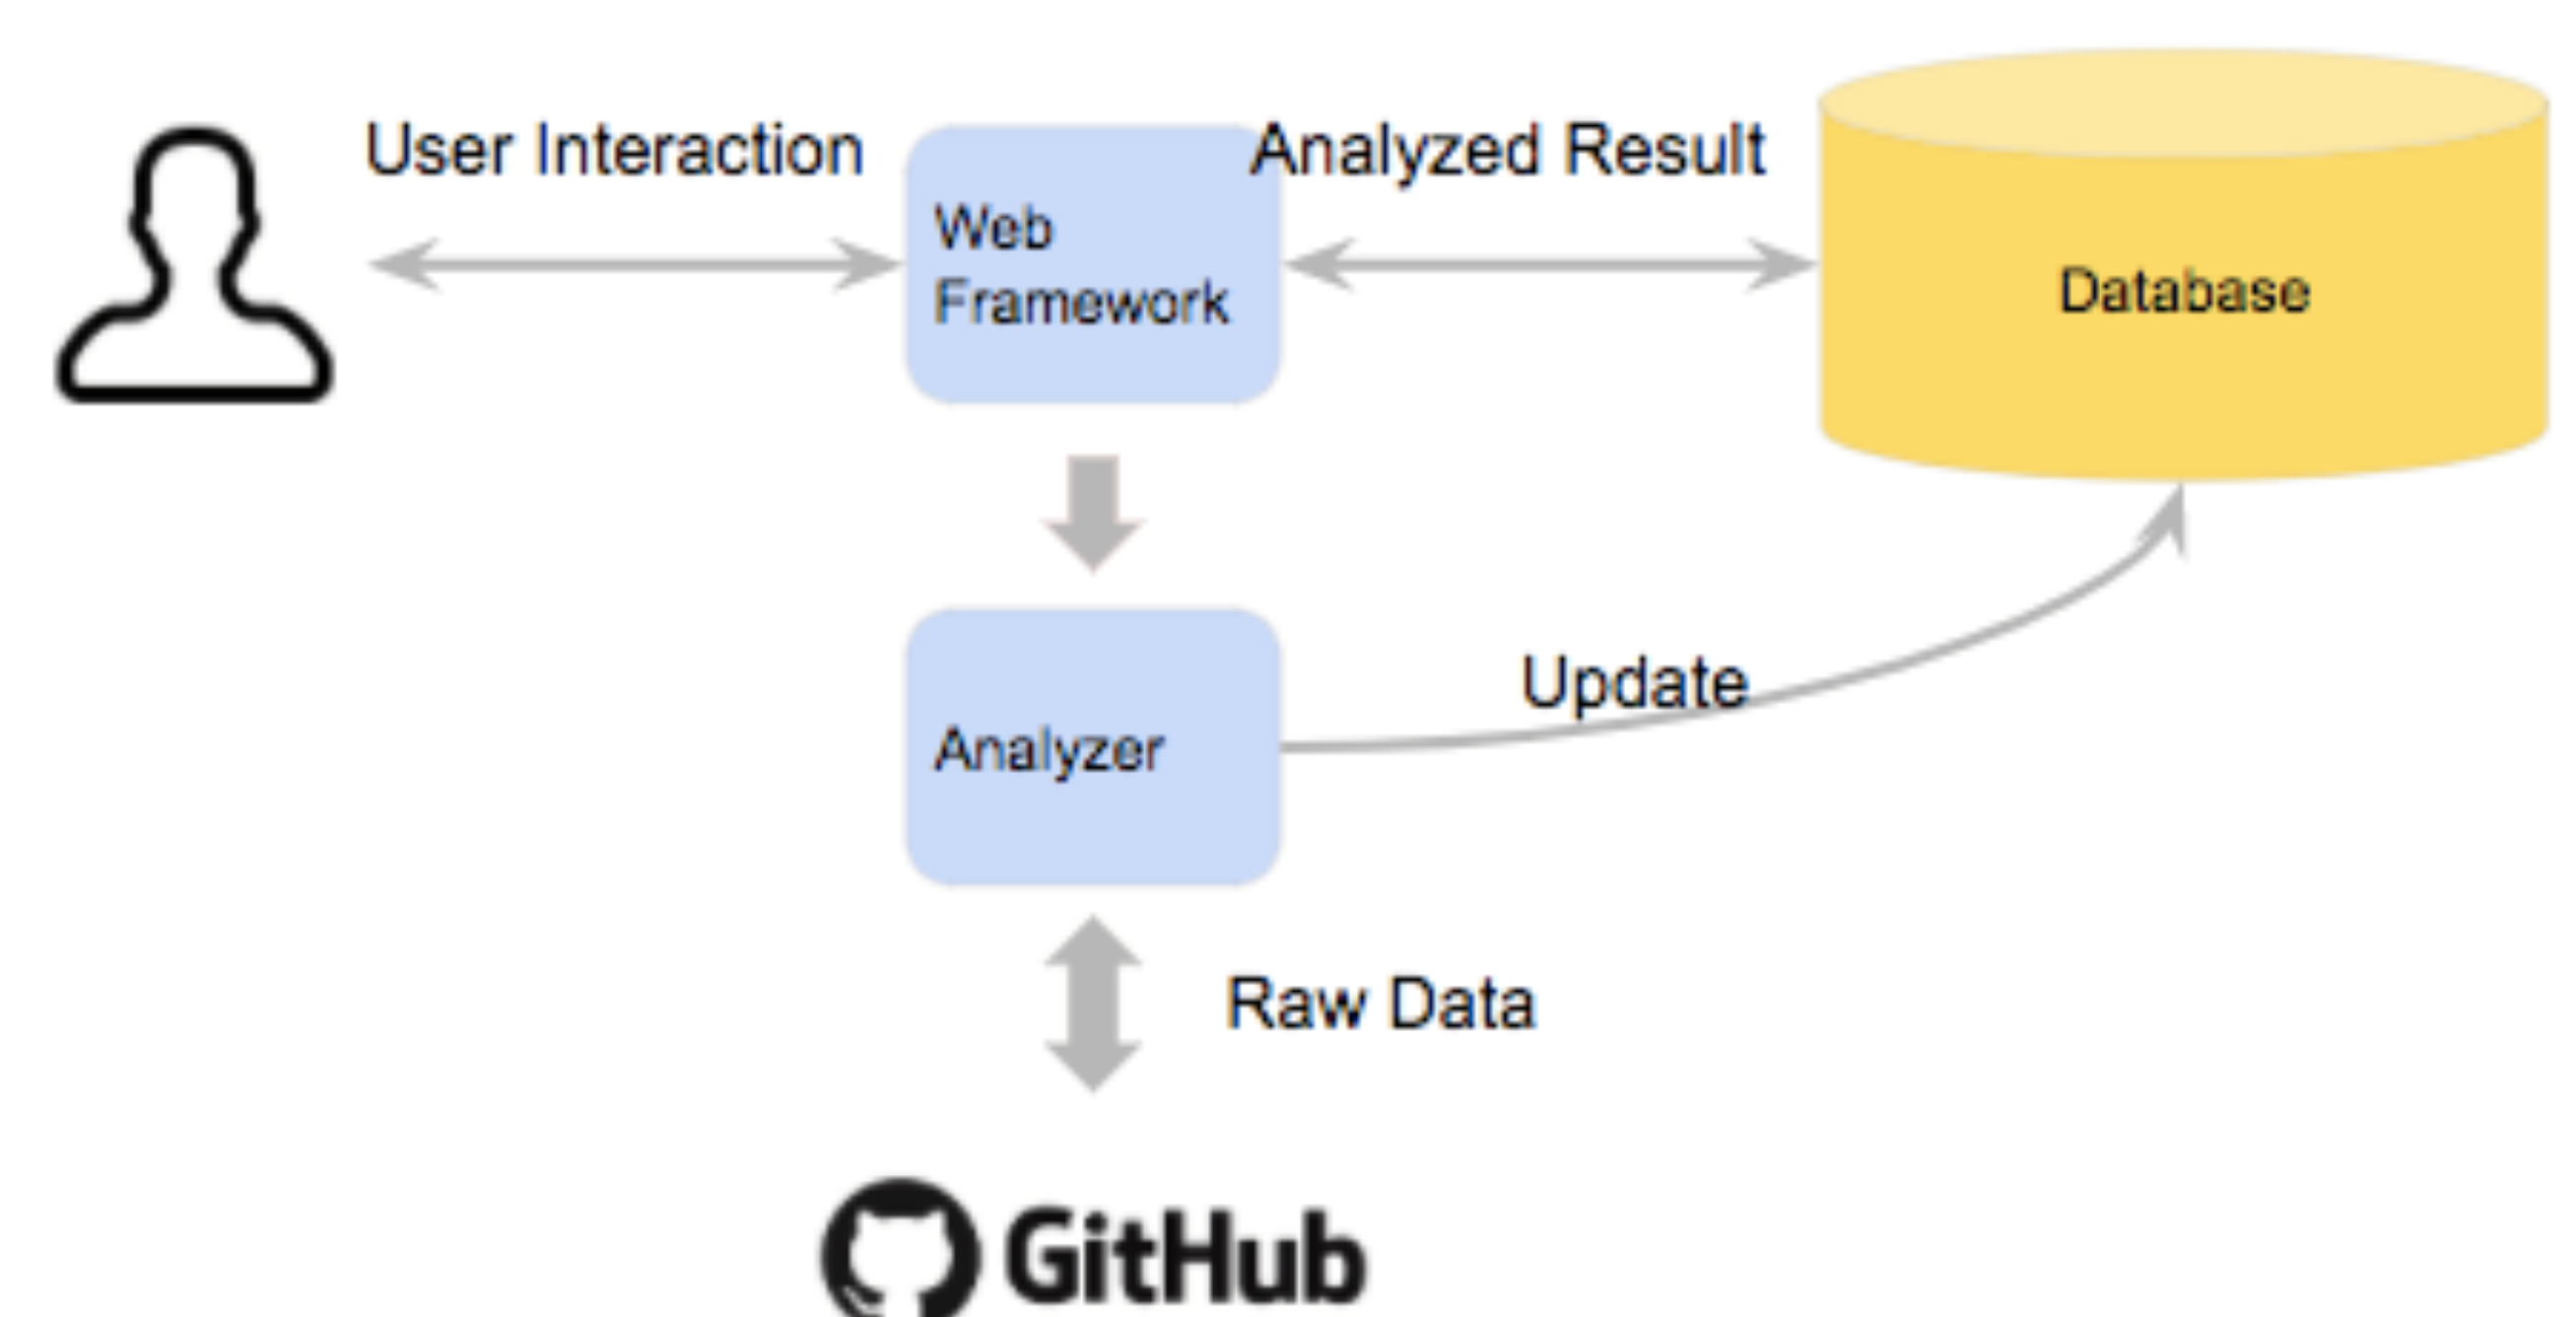 User Interaction
Analyzed Result
Web
Framework
Database
Update
Analyzer
Raw Data
GitHub